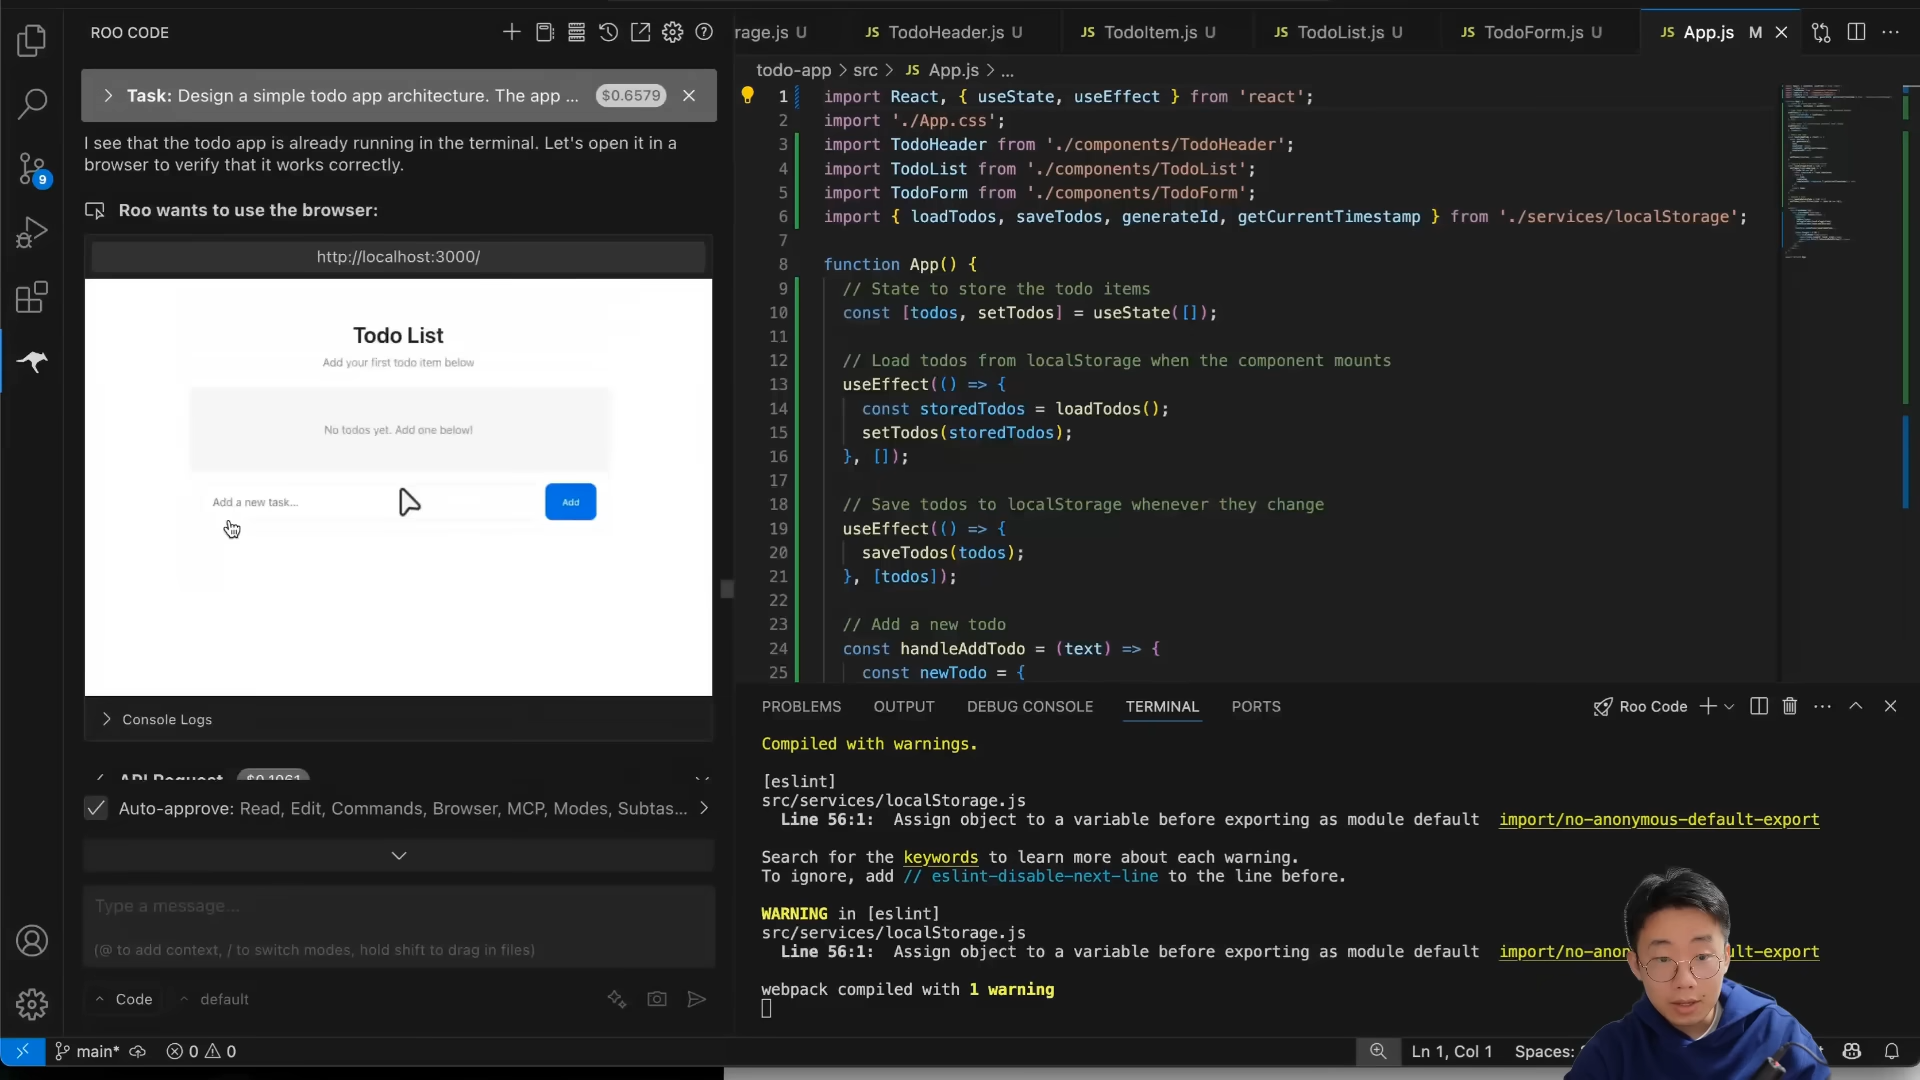 ROO CODE
Task: Design a simple todo app architecture. The app ... $0.6579
I see that the todo app is already running in the terminal. Let's open it in a
browser to verify that it works correctly.
Roo wants to use the browser:
http://localhost:3000/
Todo List
Add your first todo item below
No todos yet. Add one below!
Add a new task...
Add
Console Logs
API Request $0.1061
Auto-approve: Read, Edit, Commands, Browser, MCP, Modes, Subtas...
Type a message...
(@ to add context, / to switch modes, hold shift to drag in files)
Code default
9
rage.js U JS TodoHeader.js U JS TodoItem.js U JS TodoList.js U JS TodoForm.js U JS App.js M
todo-app > src > JS App.js > ...
1 import React, { useState, useEffect } from 'react';
2 import './App.css';
3 import TodoHeader from './components/TodoHeader';
4 import TodoList from './components/TodoList';
5 import TodoForm from './components/TodoForm';
6 import { loadTodos, saveTodos, generateId, getCurrentTimestamp } from './services/localStorage';
7
8 function App() {
9 // State to store the todo items
10 const [todos, setTodos] = useState([]);
11
12 // Load todos from localStorage when the component mounts
13 useEffect(() => {
14 const storedTodos = loadTodos();
15 setTodos(storedTodos);
16 }, []);
17
18 // Save todos to localStorage whenever they change
19 useEffect(() => {
20 saveTodos(todos);
21 }, [todos]);
22
23 // Add a new todo
24 const handleAddTodo = (text) => {
25 const newTodo = {
PROBLEMS OUTPUT DEBUG CONSOLE TERMINAL PORTS Roo Code
Compiled with warnings.
[eslint]
src/services/localStorage.js
Line 56:1: Assign object to a variable before exporting as module default import/no-anonymous-default-export
Search for the keywords to learn more about each warning.
To ignore, add // eslint-disable-next-line to the line before.
WARNING in [eslint]
src/services/localStorage.js
Line 56:1: Assign object to a variable before exporting as module default import/no-anon lt-export
webpack compiled with 1 warning
main* 0 0 Ln 1, Col 1 Spaces: